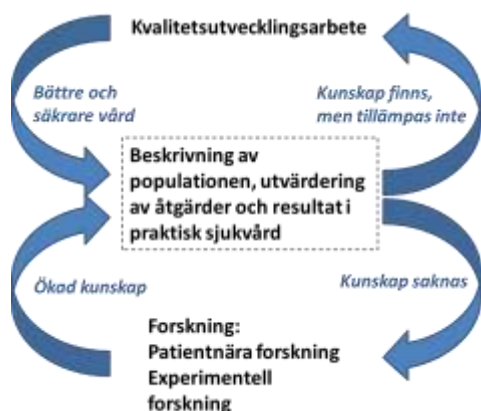 Kvalitetsutvecklingsarbete
Bättre och
säkrare vård
Kunskap finns,
men tillämpas inte
Beskrivning av
populationen, utvärdering
av åtgärder och resultat i
praktisk sjukvård
Ökad kunskap
Kunskap saknas
Forskning:
Patientnära forskning
Experimentell
forskning